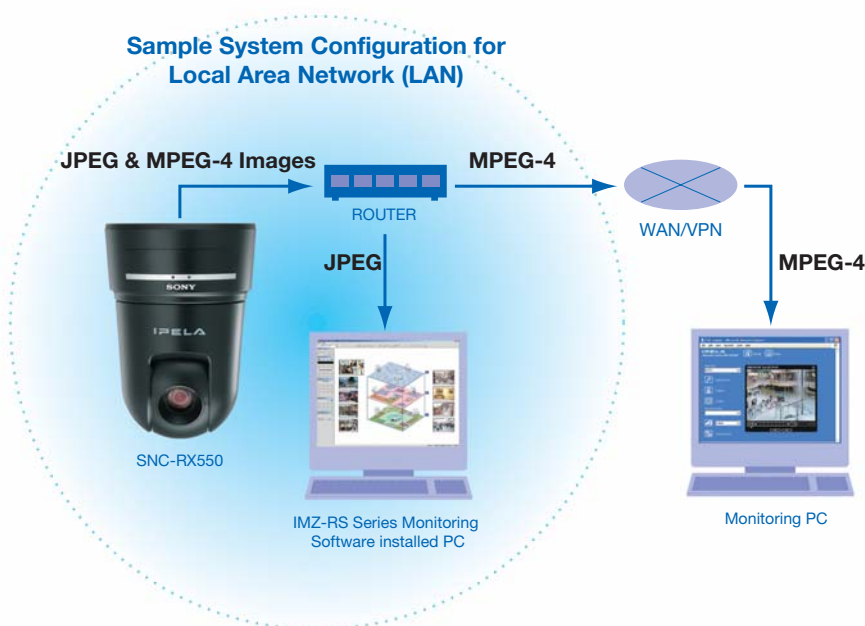 Sample System Configuration for
Local Area Network (LAN)
JPEG & MPEG-4 Images
MPEG-4
ROUTER
WAN/VPN
JPEG
MPEG-4
SONY
IPELA
SNC-RX550
IPELA
IMZ-RS Series Monitoring
Software installed PC
Monitoring PC